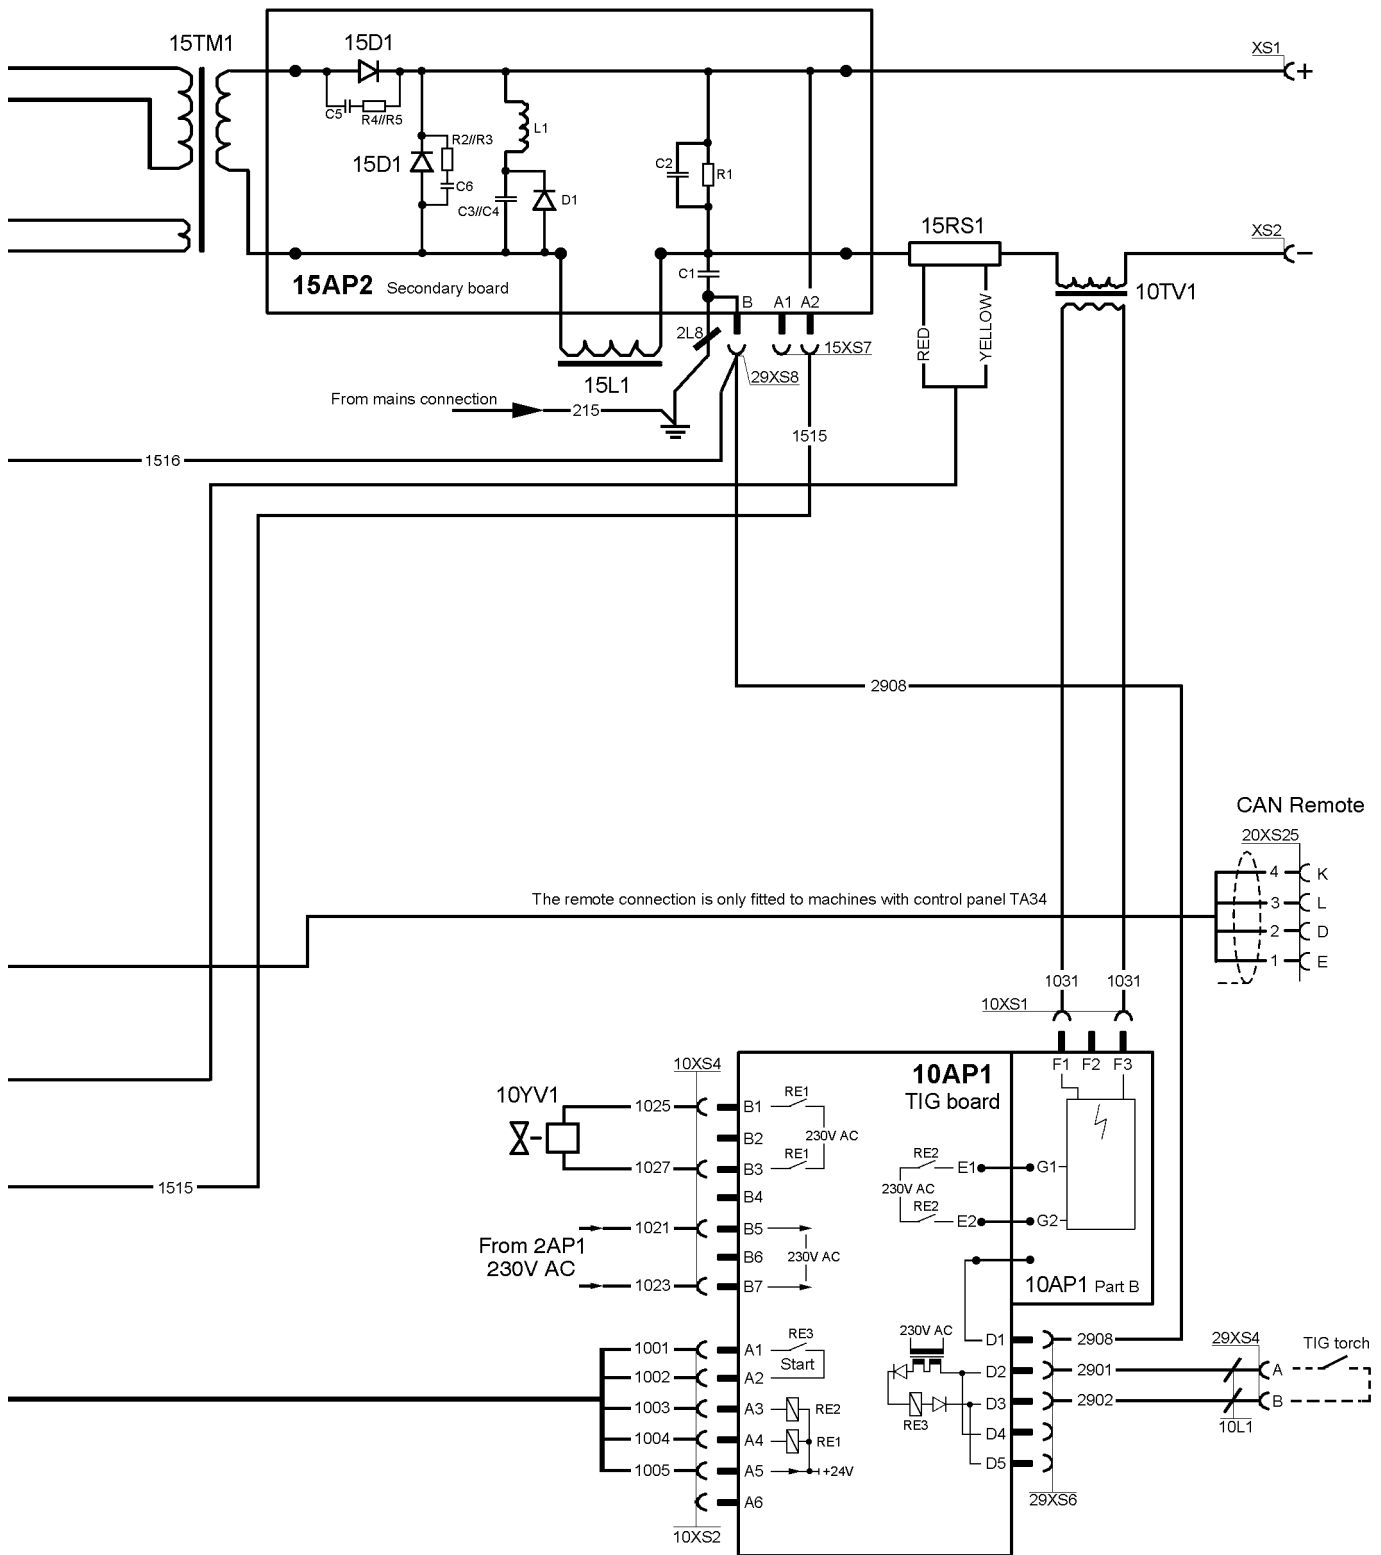 15TM1
15D1
XS1
+
C5
R4//R5
L1
R2//R3
15D1
C6
C3//C4
D1
C2
R1
15RS1
XS2
–
15AP2 Secondary board
C1
B A1 A2
RED
YELLOW
10TV1
2L8
15XS7
29XS8
15L1
From mains connection
215
1515
1516
2908
CAN Remote
20XS25
4 K
The remote connection is only fitted to machines with control panel TA34
3 L
2 D
1 E
1031 1031
10XS1
10XS4
10AP1
TIG board
F1 F2 F3
10YV1
1025 B1 RE1
230V AC
B2
1027 B3 RE1
B4
RE2 E1 G1
230V AC
RE2 E2 G2
1515
From 2AP1
230V AC
1021 B5
B6 230V AC
1023 B7
10AP1 Part B
1001 A1 RE3
Start
1002 A2
1003 A3 RE2
1004 A4 RE1
1005 A5 +24V
A6
10XS2
230V AC
RE3
D1 2908
D2 2901
D3 2902
D4
D5
29XS6
29XS4
TIG torch
A
B
10L1